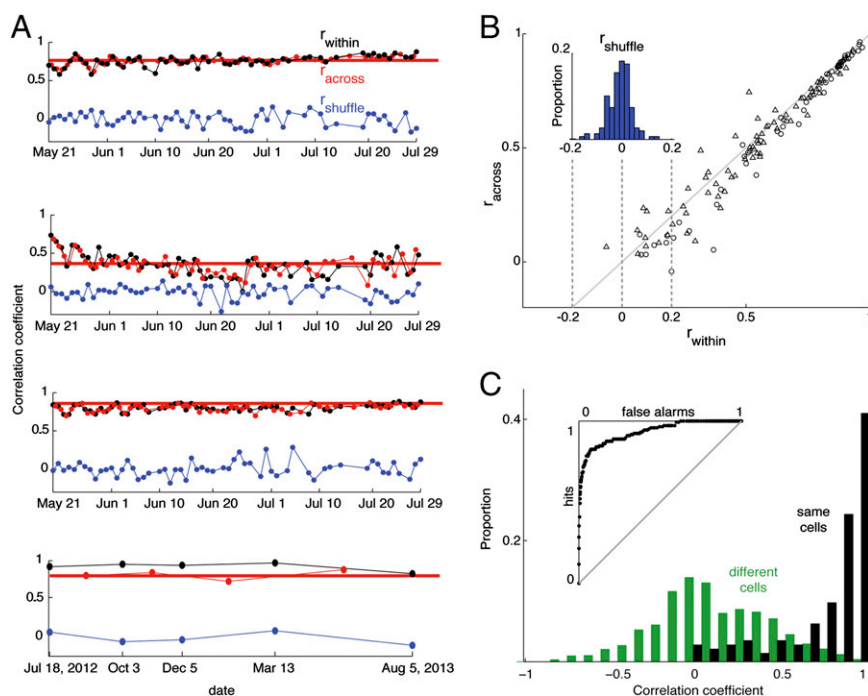 A
1
r within
0.5
r across
r shuffle
0
May 21 Jun 1 Jun 10 Jun 20 Jul 1 Jul 10 Jul 20 Jul 29
1
0.5
0
May 21 Jun 1 Jun 10 Jun 20 Jul 1 Jul 10 Jul 20 Jul 29
Correlation coefficient
1
0.5
0
May 21 Jun 1 Jun 10 Jun 20 Jul 1 Jul 10 Jul 20 Jul 29
1
0.5
0
Jul 18, 2012 Oct 3 Dec 5 Mar 13 Aug 5, 2013
date
B
1
0.5
0
r across
0.2
Proportion
0
r shuffle
-0.2 0 0.2
-0.2 0 0.2 0.5
r within
C
0.4
0.2
0
Proportion
0 false alarms 1
1
hits
0
same
cells
different
cells
−1 −0.5 0 0.5 1
Correlation coefficient